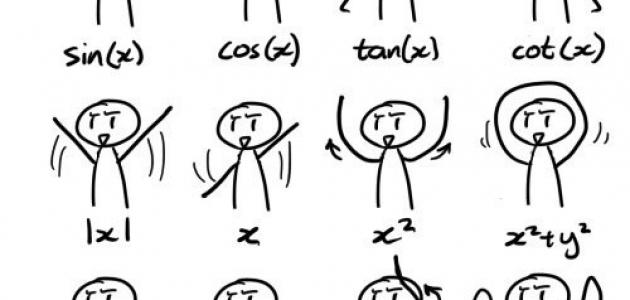 sin(x) cos(x) tan(x) cot(x)
|x| x x² x²+y²